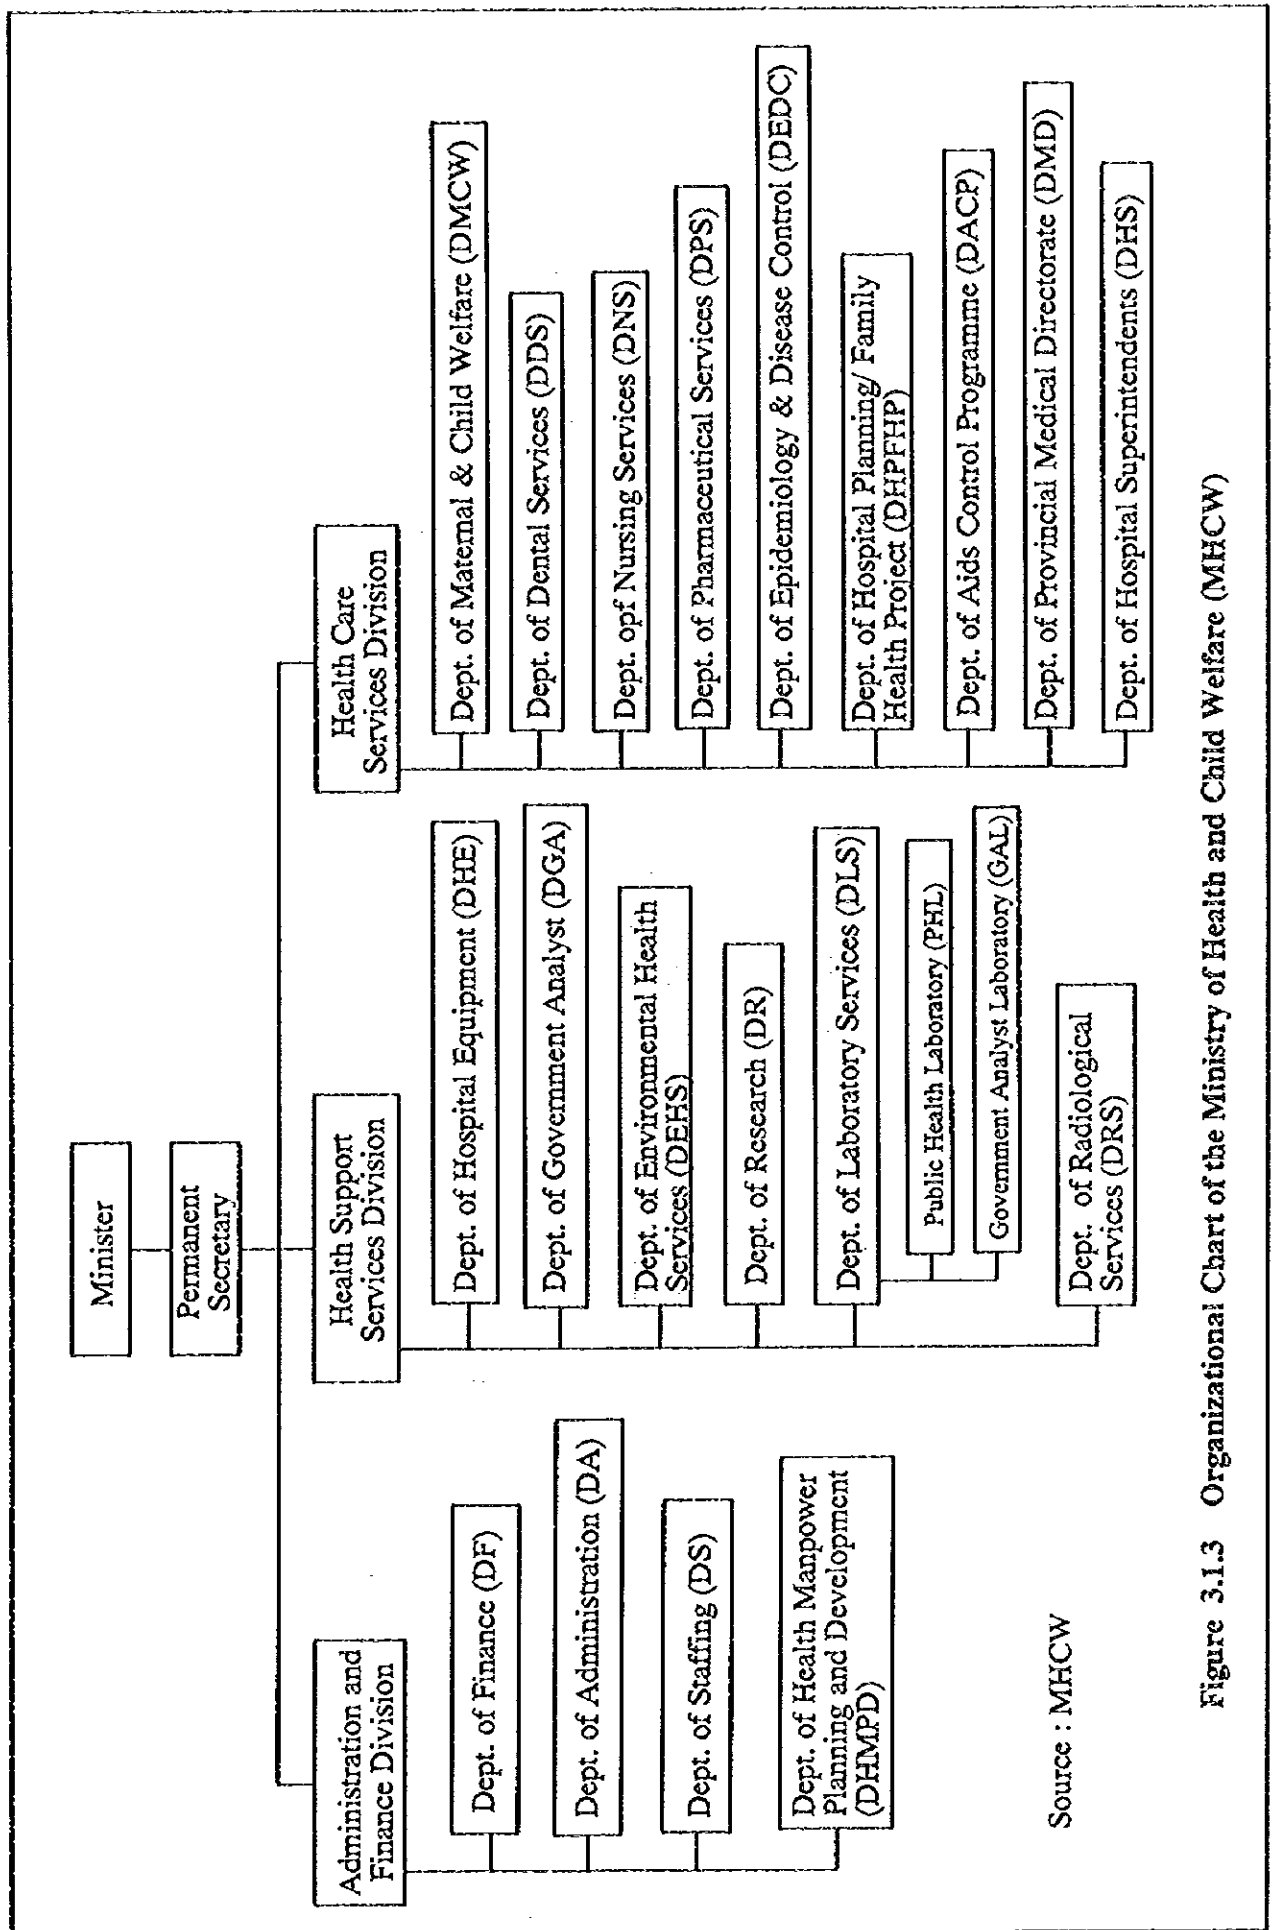 Minister
Permanent
Secretary
Administration and
Finance Division
Dept. of Finance (DF)
Dept. of Administration (DA)
Dept. of Staffing (DS)
Dept. of Health Manpower
Planning and Development
(DHMPD)
Health Support
Services Division
Dept. of Hospital Equipment (DHE)
Dept. of Government Analyst (DGA)
Dept. of Environmental Health
Services (DEHS)
Dept. of Research (DR)
Dept. of Laboratory Services (DLS)
Public Health Laboratory (PHL)
Government Analyst Laboratory (GAL)
Dept. of Radiological
Services (DRS)
Health Care
Services Division
Dept. of Maternal & Child Welfare (DMCW)
Dept. of Dental Services (DDS)
Dept. opf Nursing Services (DNS)
Dept. of Pharmaceutical Services (DPS)
Dept. of Epidemiology & Disease Control (DEDC)
Dept. of Hospital Planning/ Family
Health Project (DHPFHP)
Dept. of Aids Control Programme (DACP)
Dept. of Provincial Medical Directorate (DMD)
Dept. of Hospital Superintendents (DHS)
Source : MHCW
Figure 3.1.3 Organizational Chart of the Ministry of Health and Child Welfare (MHCW)